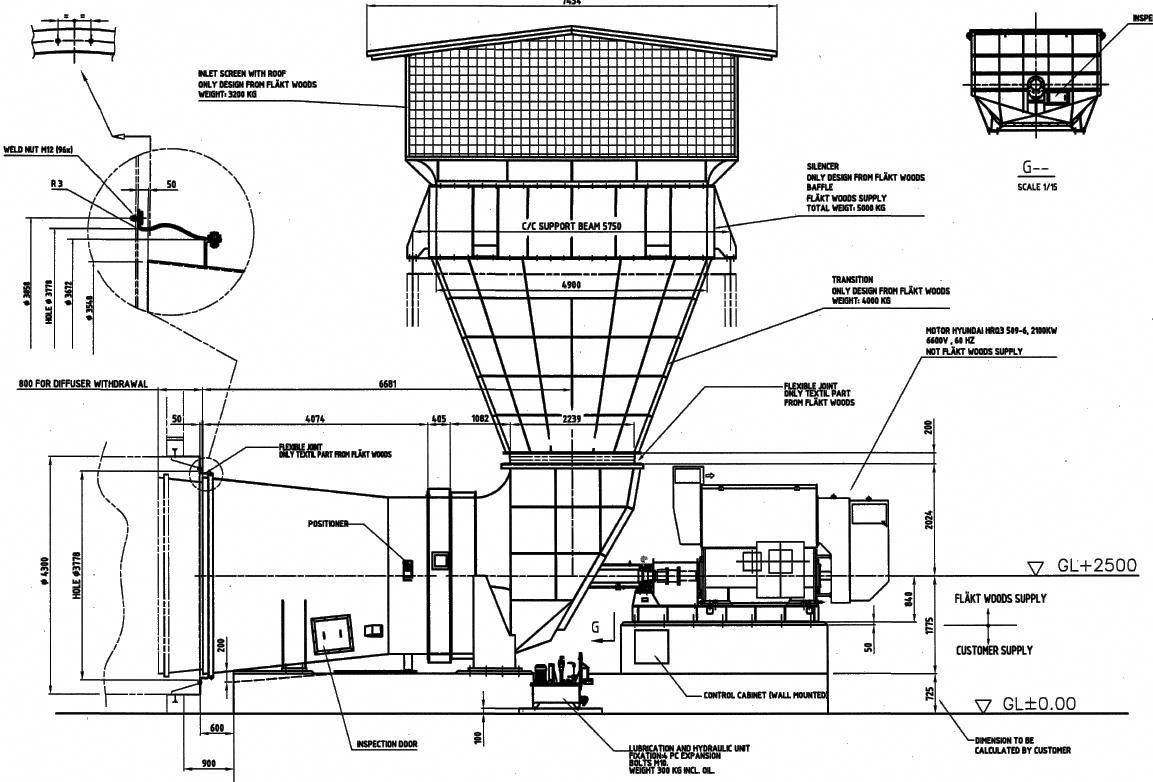 7454
= =
INSPE
INLET SCREEN WITH ROOF
ONLY DESIGN FROM FLÄKT WOODS
WEIGHT: 3200 KG
WELD NUT M12 (96x)
R 3
50
G--
SCALE 1/15
SILENCER
ONLY DESIGN FROM FLÄKT WOODS
BAFFLE
FLÄKT WOODS SUPPLY
TOTAL WEIGT: 5000 KG
C/C SUPPORT BEAM 5750
4900
TRANSITION
ONLY DESIGN FROM FLÄKT WOODS
WEIGHT: 4000 KG
ø 3858
HOLE ø 3778
ø 3672
ø 3548
MOTOR HYUNDAI HRQ3 509-6, 2100KW
6600V , 60 HZ
NOT FLÄKT WOODS SUPPLY
800 FOR DIFFUSER WITHDRAWAL
6681
FLEXIBLE JOINT
ONLY TEXTIL PART
FROM FLÄKT WOODS
50
4074
405
1082
2239
200
FLEXIBLE JOINT
ONLY TEXTIL PART FROM FLÄKT WOODS
POSITIONER
2024
ø 4300
HOLE ø3778
GL+2500
840
1775
FLÄKT WOODS SUPPLY
CUSTOMER SUPPLY
G
50
200
CONTROL CABINET (WALL MOUNTED)
725
GL±0.00
600
100
INSPECTION DOOR
LUBRICATION AND HYDRAULIC UNIT
FIXATION:4 PC EXPANSION
BOLTS M10.
WEIGHT 300 KG INCL. OIL.
DIMENSION TO BE
CALCULATED BY CUSTOMER
900